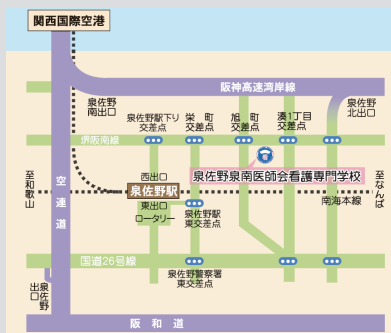 関西国際空港
阪神高速湾岸線
泉佐野
南出口
泉佐野駅下り
交差点
栄町
交差点
旭町
交差点
湊1丁目
交差点
泉佐野
北出口
堺阪南線
泉佐野泉南医師会看護専門学校
至和歌山
空連道
西出口
泉佐野駅
東出口
ロータリー
泉佐野駅
東交差点
南海本線
至なんば
国道26号線
泉佐野警察署
東交差点
泉佐野
出口
阪和道